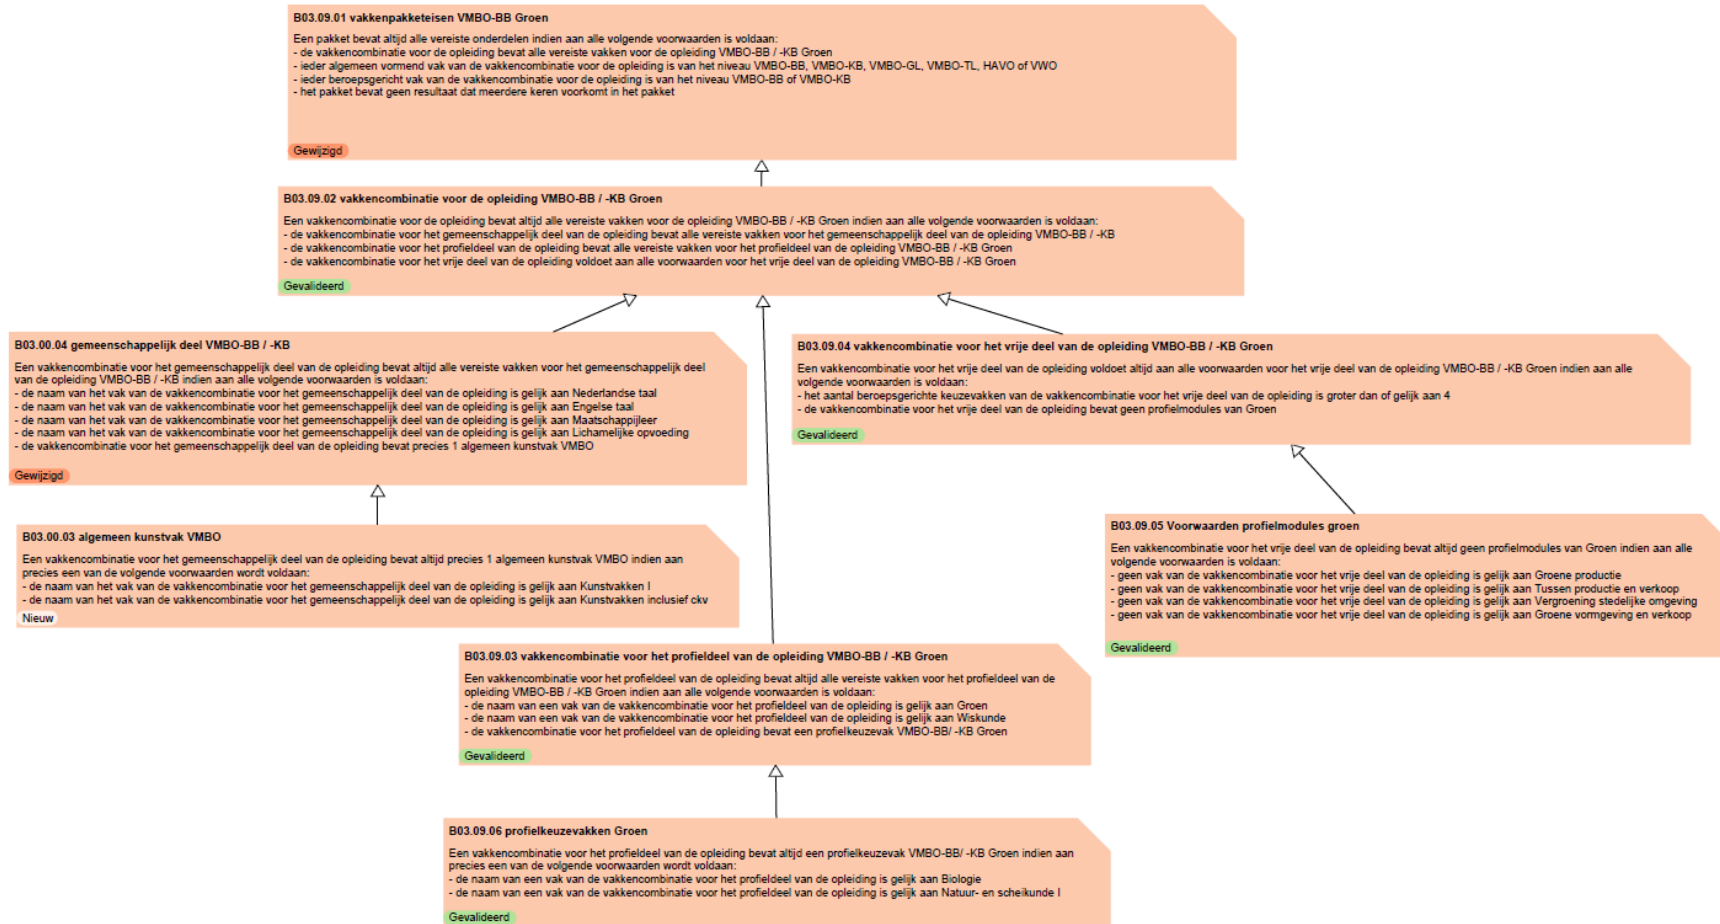 B03.09.01 vakkenpakketeisen VMBO-BB Groen
Een pakket bevat altijd alle vereiste onderdelen indien aan alle volgende voorwaarden is voldaan:
- de vakkencombinatie voor de opleiding bevat alle vereiste vakken voor de opleiding VMBO-BB / -KB Groen
- ieder algemeen vormend vak van de vakkencombinatie voor de opleiding is van het niveau VMBO-BB, VMBO-KB, VMBO-GL, VMBO-TL, HAVO of VWO
- ieder beroepsgericht vak van de vakkencombinatie voor de opleiding is van het niveau VMBO-BB of VMBO-KB
- het pakket bevat geen resultaat dat meerdere keren voorkomt in het pakket
Gewijzigd
B03.09.02 vakkencombinatie voor de opleiding VMBO-BB / -KB Groen
Een vakkencombinatie voor de opleiding bevat altijd alle vereiste vakken voor de opleiding VMBO-BB / -KB Groen indien aan alle volgende voorwaarden is voldaan:
- de vakkencombinatie voor het gemeenschappelijk deel van de opleiding bevat alle vereiste vakken voor het gemeenschappelijk deel van de opleiding VMBO-BB / -KB
- de vakkencombinatie voor het profieldeel van de opleiding bevat alle vereiste vakken voor het profieldeel van de opleiding VMBO-BB / -KB Groen
- de vakkencombinatie voor het vrije deel van de opleiding voldoet aan alle voorwaarden voor het vrije deel van de opleiding VMBO-BB / -KB Groen
Gevalideerd
B03.00.04 gemeenschappelijk deel VMBO-BB / -KB
Een vakkencombinatie voor het gemeenschappelijk deel van de opleiding bevat altijd alle vereiste vakken voor het gemeenschappelijk deel
van de opleiding VMBO-BB / -KB indien aan alle volgende voorwaarden is voldaan:
- de naam van het vak van de vakkencombinatie voor het gemeenschappelijk deel van de opleiding is gelijk aan Nederlandse taal
- de naam van het vak van de vakkencombinatie voor het gemeenschappelijk deel van de opleiding is gelijk aan Engelse taal
- de naam van het vak van de vakkencombinatie voor het gemeenschappelijk deel van de opleiding is gelijk aan Maatschappijleer
- de naam van het vak van de vakkencombinatie voor het gemeenschappelijk deel van de opleiding is gelijk aan Lichamelijke opvoeding
- de vakkencombinatie voor het gemeenschappelijk deel van de opleiding bevat precies 1 algemeen kunstvak VMBO
Gewijzigd
B03.09.04 vakkencombinatie voor het vrije deel van de opleiding VMBO-BB / -KB Groen
Een vakkencombinatie voor het vrije deel van de opleiding voldoet altijd aan alle voorwaarden voor het vrije deel van de opleiding VMBO-BB / -KB Groen indien aan alle
volgende voorwaarden is voldaan:
- het aantal beroepsgerichte keuzevakken van de vakkencombinatie voor het vrije deel van de opleiding is groter dan of gelijk aan 4
- de vakkencombinatie voor het vrije deel van de opleiding bevat geen profielmodules van Groen
Gevalideerd
B03.00.03 algemeen kunstvak VMBO
Een vakkencombinatie voor het gemeenschappelijk deel van de opleiding bevat altijd precies 1 algemeen kunstvak VMBO indien aan
precies een van de volgende voorwaarden wordt voldaan:
- de naam van het vak van de vakkencombinatie voor het gemeenschappelijk deel van de opleiding is gelijk aan Kunstvakken I
- de naam van het vak van de vakkencombinatie voor het gemeenschappelijk deel van de opleiding is gelijk aan Kunstvakken inclusief ckv
Nieuw
B03.09.05 Voorwaarden profielmodules groen
Een vakkencombinatie voor het vrije deel van de opleiding bevat altijd geen profielmodules van Groen indien aan alle
volgende voorwaarden is voldaan:
- geen vak van de vakkencombinatie voor het vrije deel van de opleiding is gelijk aan Groene productie
- geen vak van de vakkencombinatie voor het vrije deel van de opleiding is gelijk aan Tussen productie en verkoop
- geen vak van de vakkencombinatie voor het vrije deel van de opleiding is gelijk aan Vergroening stedelijke omgeving
- geen vak van de vakkencombinatie voor het vrije deel van de opleiding is gelijk aan Groene vormgeving en verkoop
Gevalideerd
B03.09.03 vakkencombinatie voor het profieldeel van de opleiding VMBO-BB / -KB Groen
Een vakkencombinatie voor het profieldeel van de opleiding bevat altijd alle vereiste vakken voor het profieldeel van de
opleiding VMBO-BB / -KB Groen indien aan alle volgende voorwaarden is voldaan:
- de naam van een vak van de vakkencombinatie voor het profieldeel van de opleiding is gelijk aan Groen
- de naam van een vak van de vakkencombinatie voor het profieldeel van de opleiding is gelijk aan Wiskunde
- de vakkencombinatie voor het profieldeel van de opleiding bevat een profielkeuzevak VMBO-BB/ -KB Groen
Gevalideerd
B03.09.06 profielkeuzevakken Groen
Een vakkencombinatie voor het profieldeel van de opleiding bevat altijd een profielkeuzevak VMBO-BB/ -KB Groen indien aan
precies een van de volgende voorwaarden wordt voldaan:
- de naam van een vak van de vakkencombinatie voor het profieldeel van de opleiding is gelijk aan Biologie
- de naam van een vak van de vakkencombinatie voor het profieldeel van de opleiding is gelijk aan Natuur- en scheikunde I
Gevalideerd